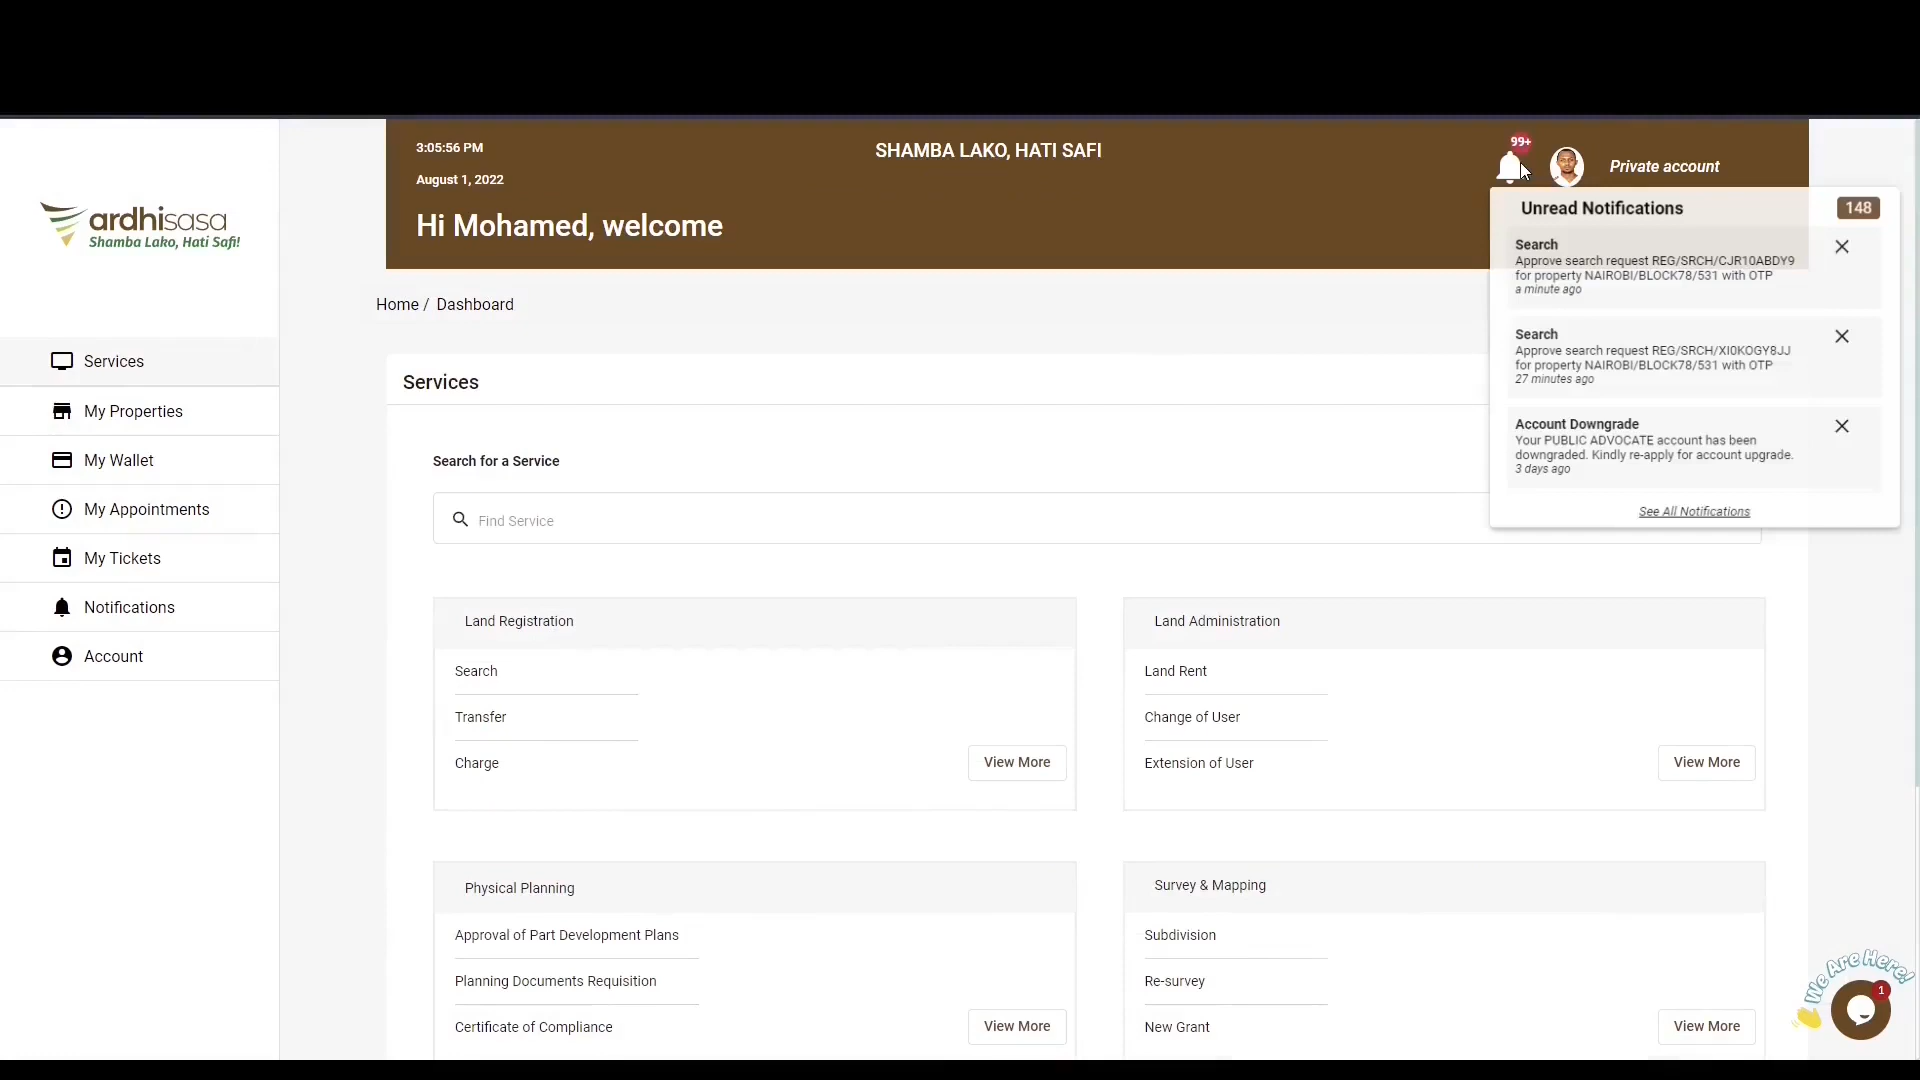 3:05:56 PM
SHAMBA LAKO, HATI SAFI
99+
Private account
August 1, 2022
Hi Mohamed, welcome
ardhisasa
Shamba Lako, Hati Safi!
Unread Notifications
148
Search
Approve search request REG/SRCH/CJR10ABDY9
for property NAIROBI/BLOCK78/531 with OTP
a minute ago
Search
Approve search request REG/SRCH/XI0KOGY8JJ
for property NAIROBI/BLOCK78/531 with OTP
27 minutes ago
Account Downgrade
Your PUBLIC ADVOCATE account has been
downgraded. Kindly re-apply for account upgrade.
3 days ago
See All Notifications
Home / Dashboard
Services
My Properties
My Wallet
My Appointments
My Tickets
Notifications
Account
Services
Search for a Service
Find Service
Land Registration
Search
Transfer
Charge
View More
Land Administration
Land Rent
Change of User
Extension of User
View More
Physical Planning
Approval of Part Development Plans
Planning Documents Requisition
Certificate of Compliance
View More
Survey & Mapping
Subdivision
Re-survey
New Grant
View More
We Are Here!
1